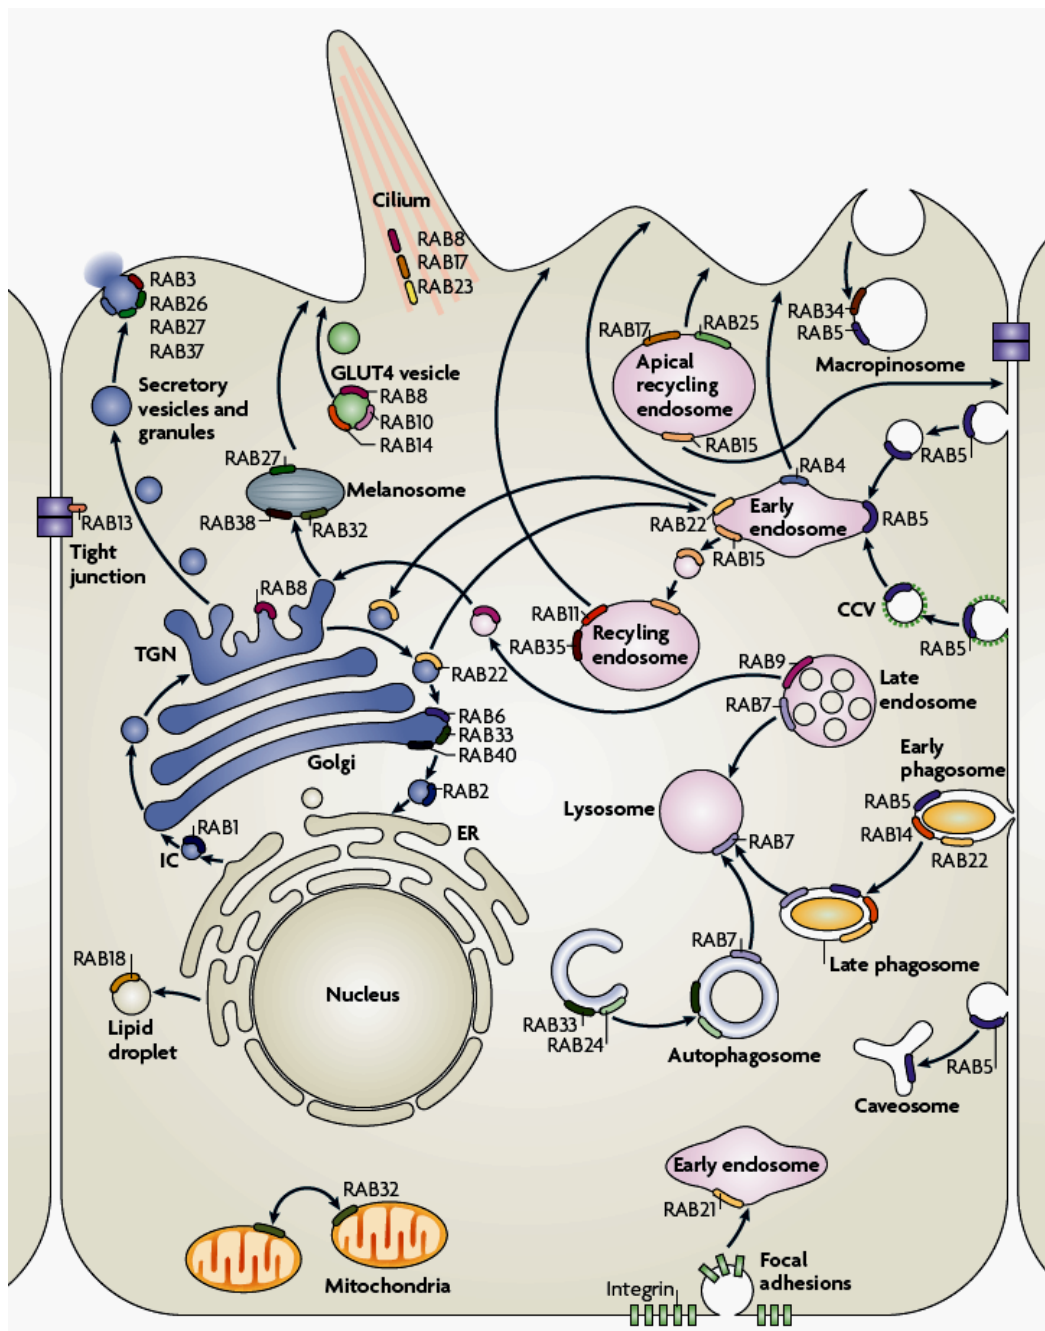 Cilium
RAB8
RAB17
RAB23
RAB3
RAB26
RAB27
RAB37
Secretory
vesicles and
granules
GLUT4 vesicle
RAB8
RAB10
RAB14
RAB17
RAB25
Apical
recycling
endosome
RAB15
RAB34
RAB5
Macropinosome
RAB5
RAB27
Melanosome
RAB38
RAB32
RAB13
Tight
junction
RAB4
RAB22
Early
endosome
RAB5
RAB15
RAB8
TGN
RAB11
RAB35
Recyling
endosome
CCV
RAB5
RAB22
RAB9
RAB7
Late
endosome
RAB6
RAB33
RAB40
Golgi
RAB2
Early
phagosome
RAB5
RAB14
RAB22
Lysosome
RAB7
RAB1
IC
ER
RAB7
Late phagosome
RAB18
Lipid
droplet
Nucleus
RAB33
RAB24
Autophagosome
RAB5
Caveosome
Early endosome
RAB21
RAB32
Mitochondria
Integrin
Focal
adhesions